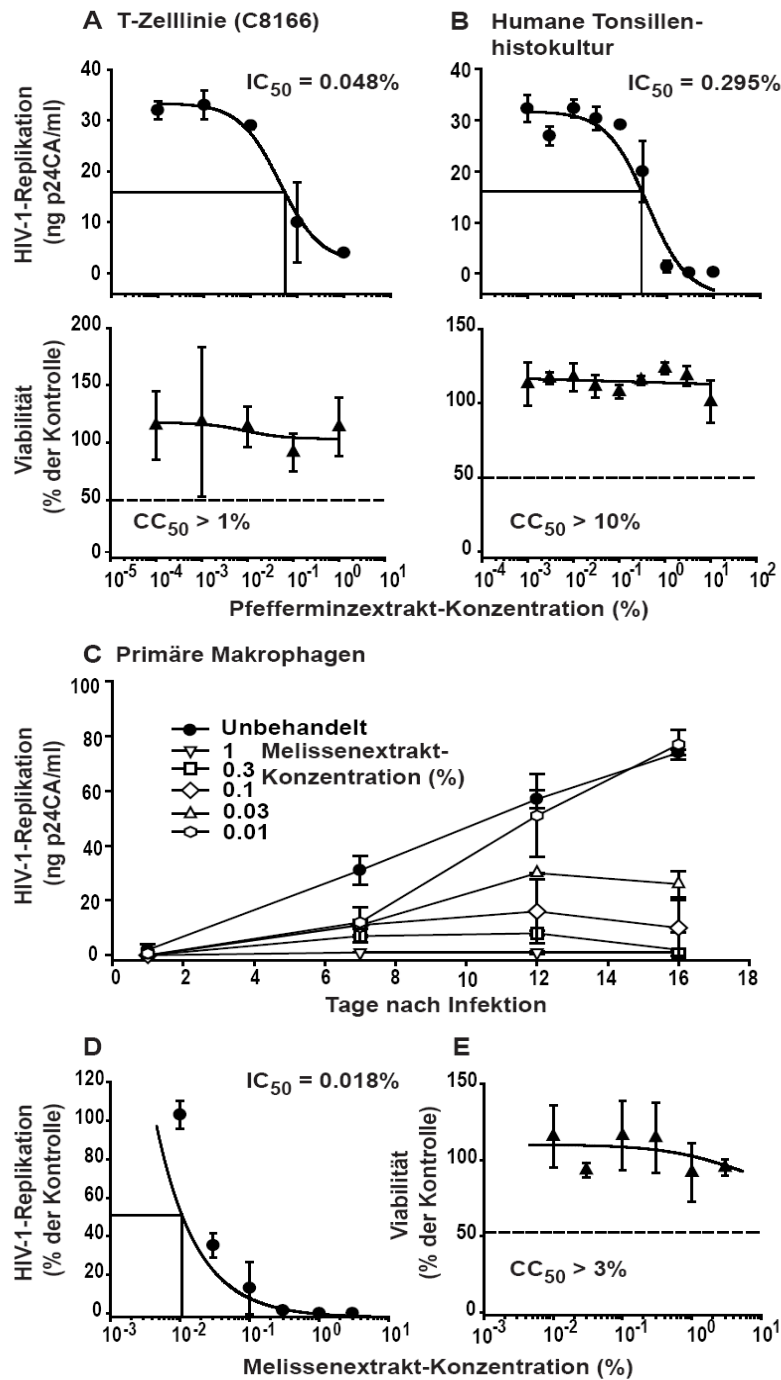 A T-Zelllinie (C8166)
B Humane Tonsillen-
histokultur
IC50 = 0.048%
IC50 = 0.295%
HIV-1-Replikation
(ng p24CA/ml)
40
30
20
10
0
40
30
20
10
0
Viabilität
(% der Kontrolle)
200
150
100
50
0
CC50 > 1%
150
100
50
0
CC50 > 10%
10-5 10-4 10-3 10-2 10-1 100 101
10-4 10-3 10-2 10-1 100 101 102
Pfefferminzextrakt-Konzentration (%)
C Primäre Makrophagen
HIV-1-Replikation
(ng p24CA/ml)
100
80
60
40
20
0
Unbehandelt
1 Melissenextrakt-
0.3 Konzentration (%)
0.1
0.03
0.01
0 2 4 6 8 10 12 14 16 18
Tage nach Infektion
D
IC50 = 0.018%
HIV-1-Replikation
(% der Kontrolle)
120
100
80
60
40
20
0
10-3 10-2 10-1 100 101
E
Viabilität
(% der Kontrolle)
150
100
50
0
CC50 > 3%
10-3 10-2 10-1 100 101
Melissenextrakt-Konzentration (%)